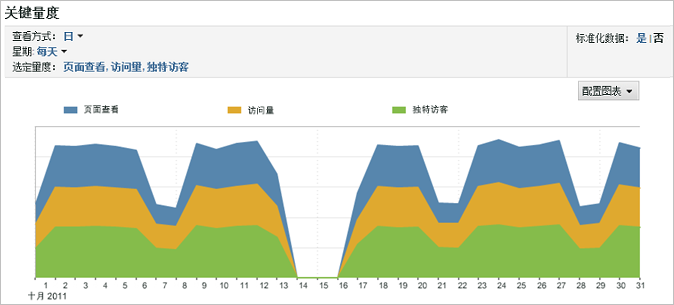 关键量度
查看方式： 日
星期: 每天
选定量度： 页面查看, 访问量, 独特访客
标准化数据： 是 | 否
配置图表
页面查看 访问量 独特访客
1 2 3 4 5 6 7 8 9 10 11 12 13 14 15 16 17 18 19 20 21 22 23 24 25 26 27 28 29 30 31
十月 2011